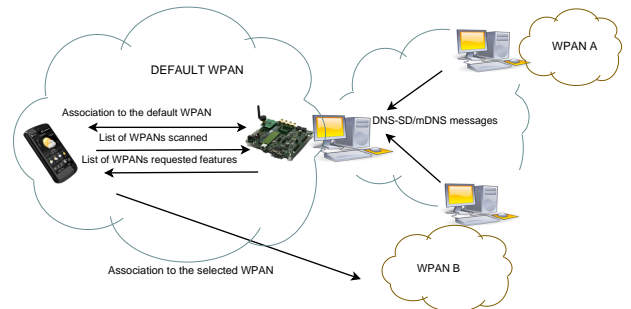 WPAN A
DEFAULT WPAN
Association to the default WPAN
DNS-SD/mDNS messages
List of WPANs scanned
List of WPANs requested features
Association to the selected WPAN
WPAN B